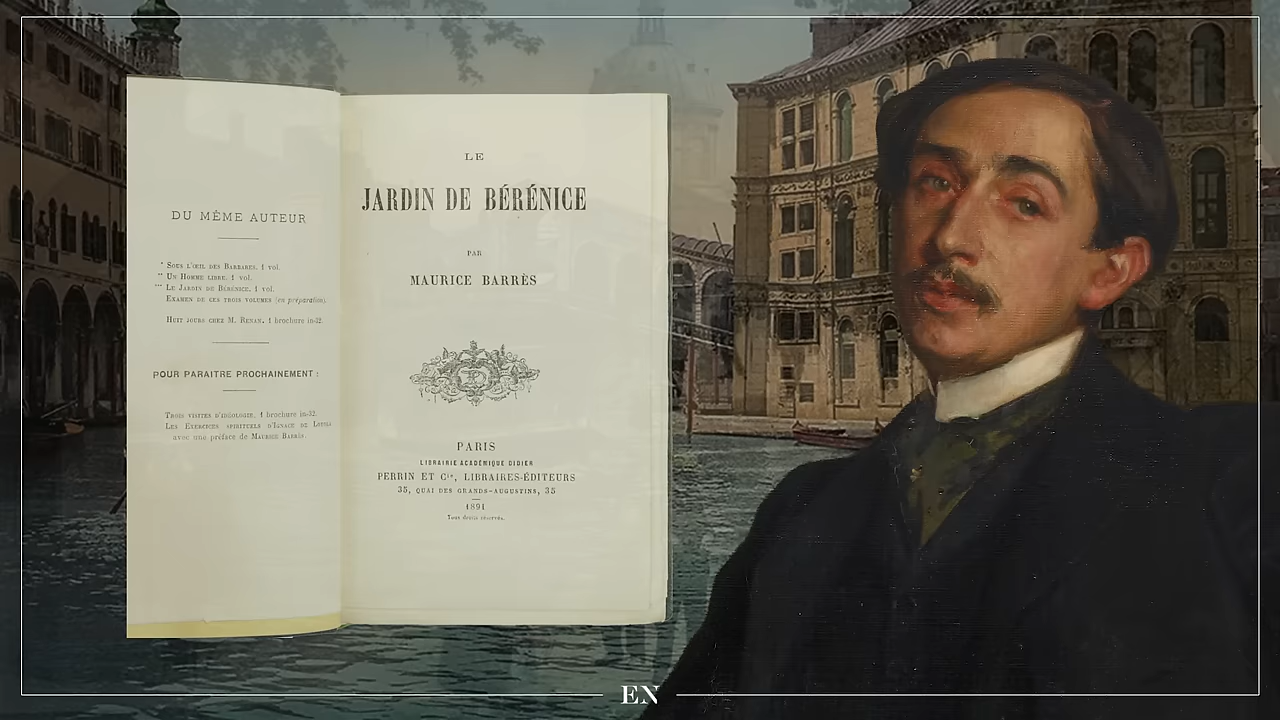 DU MÊME AUTEUR
* SOUS L'ŒIL DES BARBARES. 1 vol.
** UN HOMME LIBRE. 1 vol.
*** LE JARDIN DE BÉRÉNICE. 1 vol.
EXAMEN DE CES TROIS VOLUMES (en préparation).
HUIT JOURS CHEZ M. RENAN. 1 brochure in-32.
POUR PARAITRE PROCHAINEMENT :
TROIS VISITES D'IDÉOLOGIE. 1 brochure in-32.
LES EXERCICES SPIRITUELS D'IGNACE DE LOYOLA
avec une préface de MAURICE BARRÈS.
LE
JARDIN DE BÉRÉNICE
PAR
MAURICE BARRÈS
PARIS
LIBRAIRIE ACADÉMIQUE DIDIER
PERRIN ET Cie, LIBRAIRES-ÉDITEURS
35, QUAI DES GRANDS-AUGUSTINS, 35
1891
Tous droits réservés.
EN